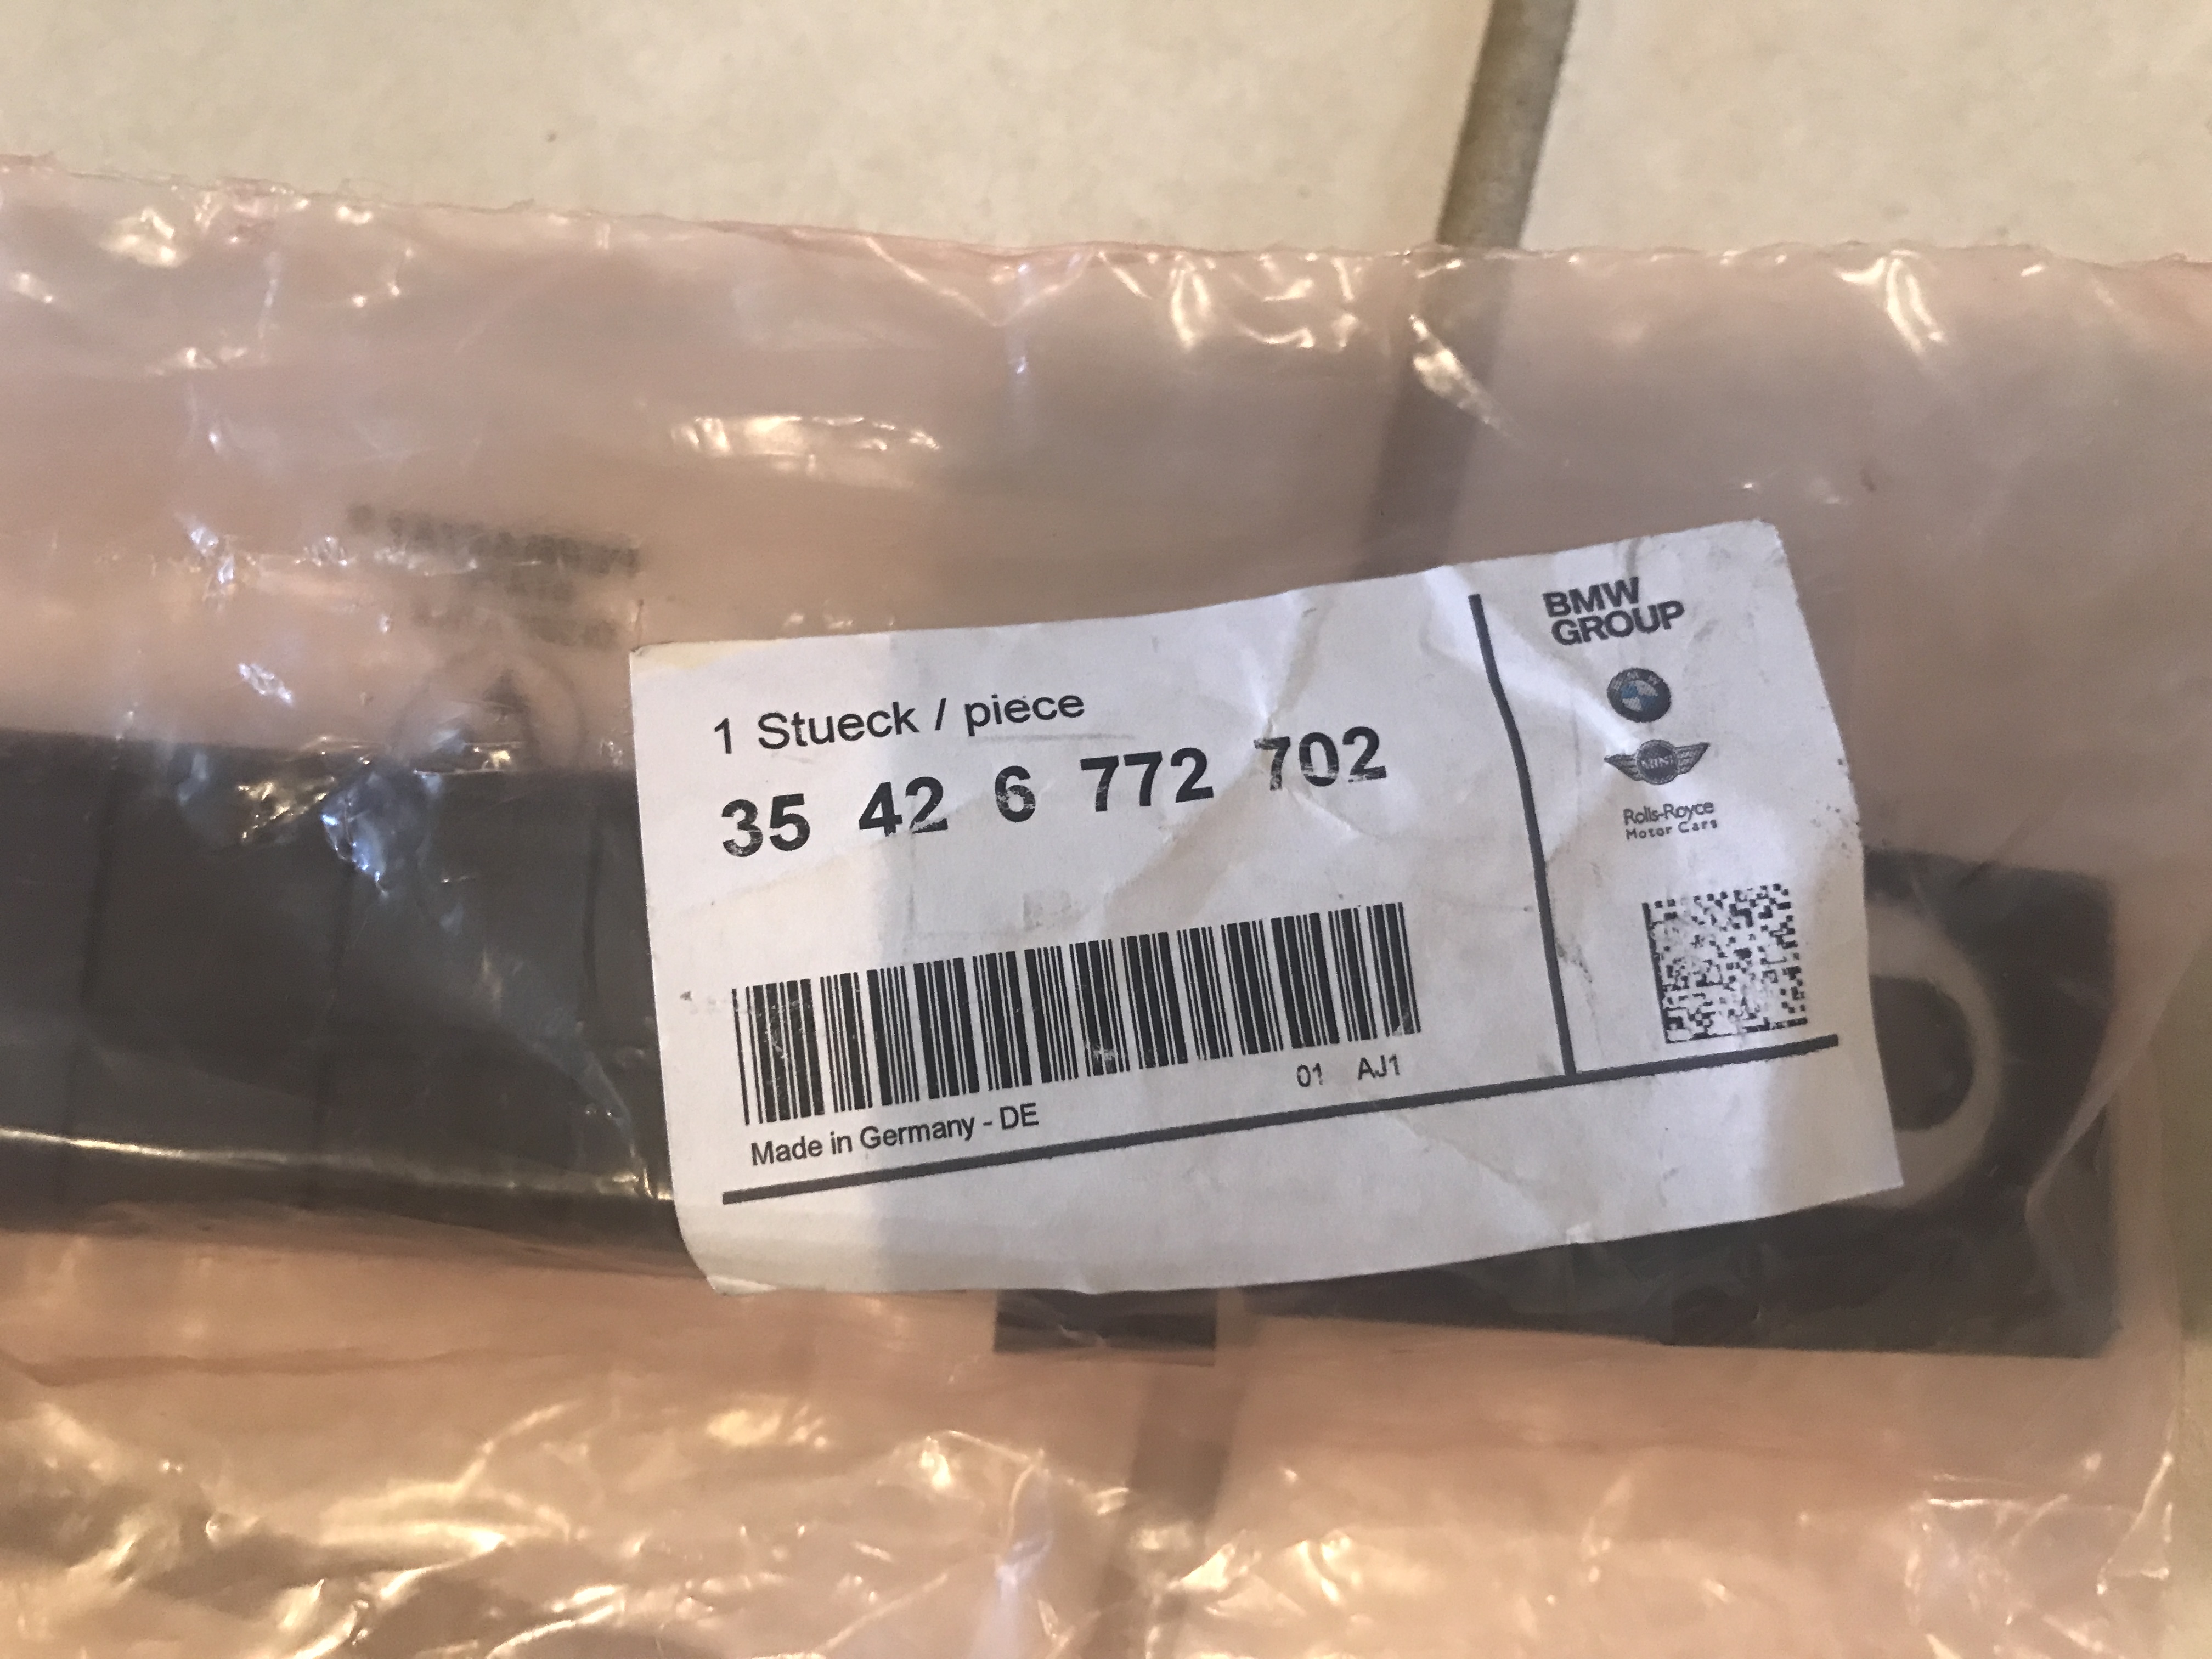 BMW
GROUP
1 Stueck / piece
35 42 6 772 702
MINI
Rolls-Royce
Motor Cars
01 AJ1
Made in Germany - DE